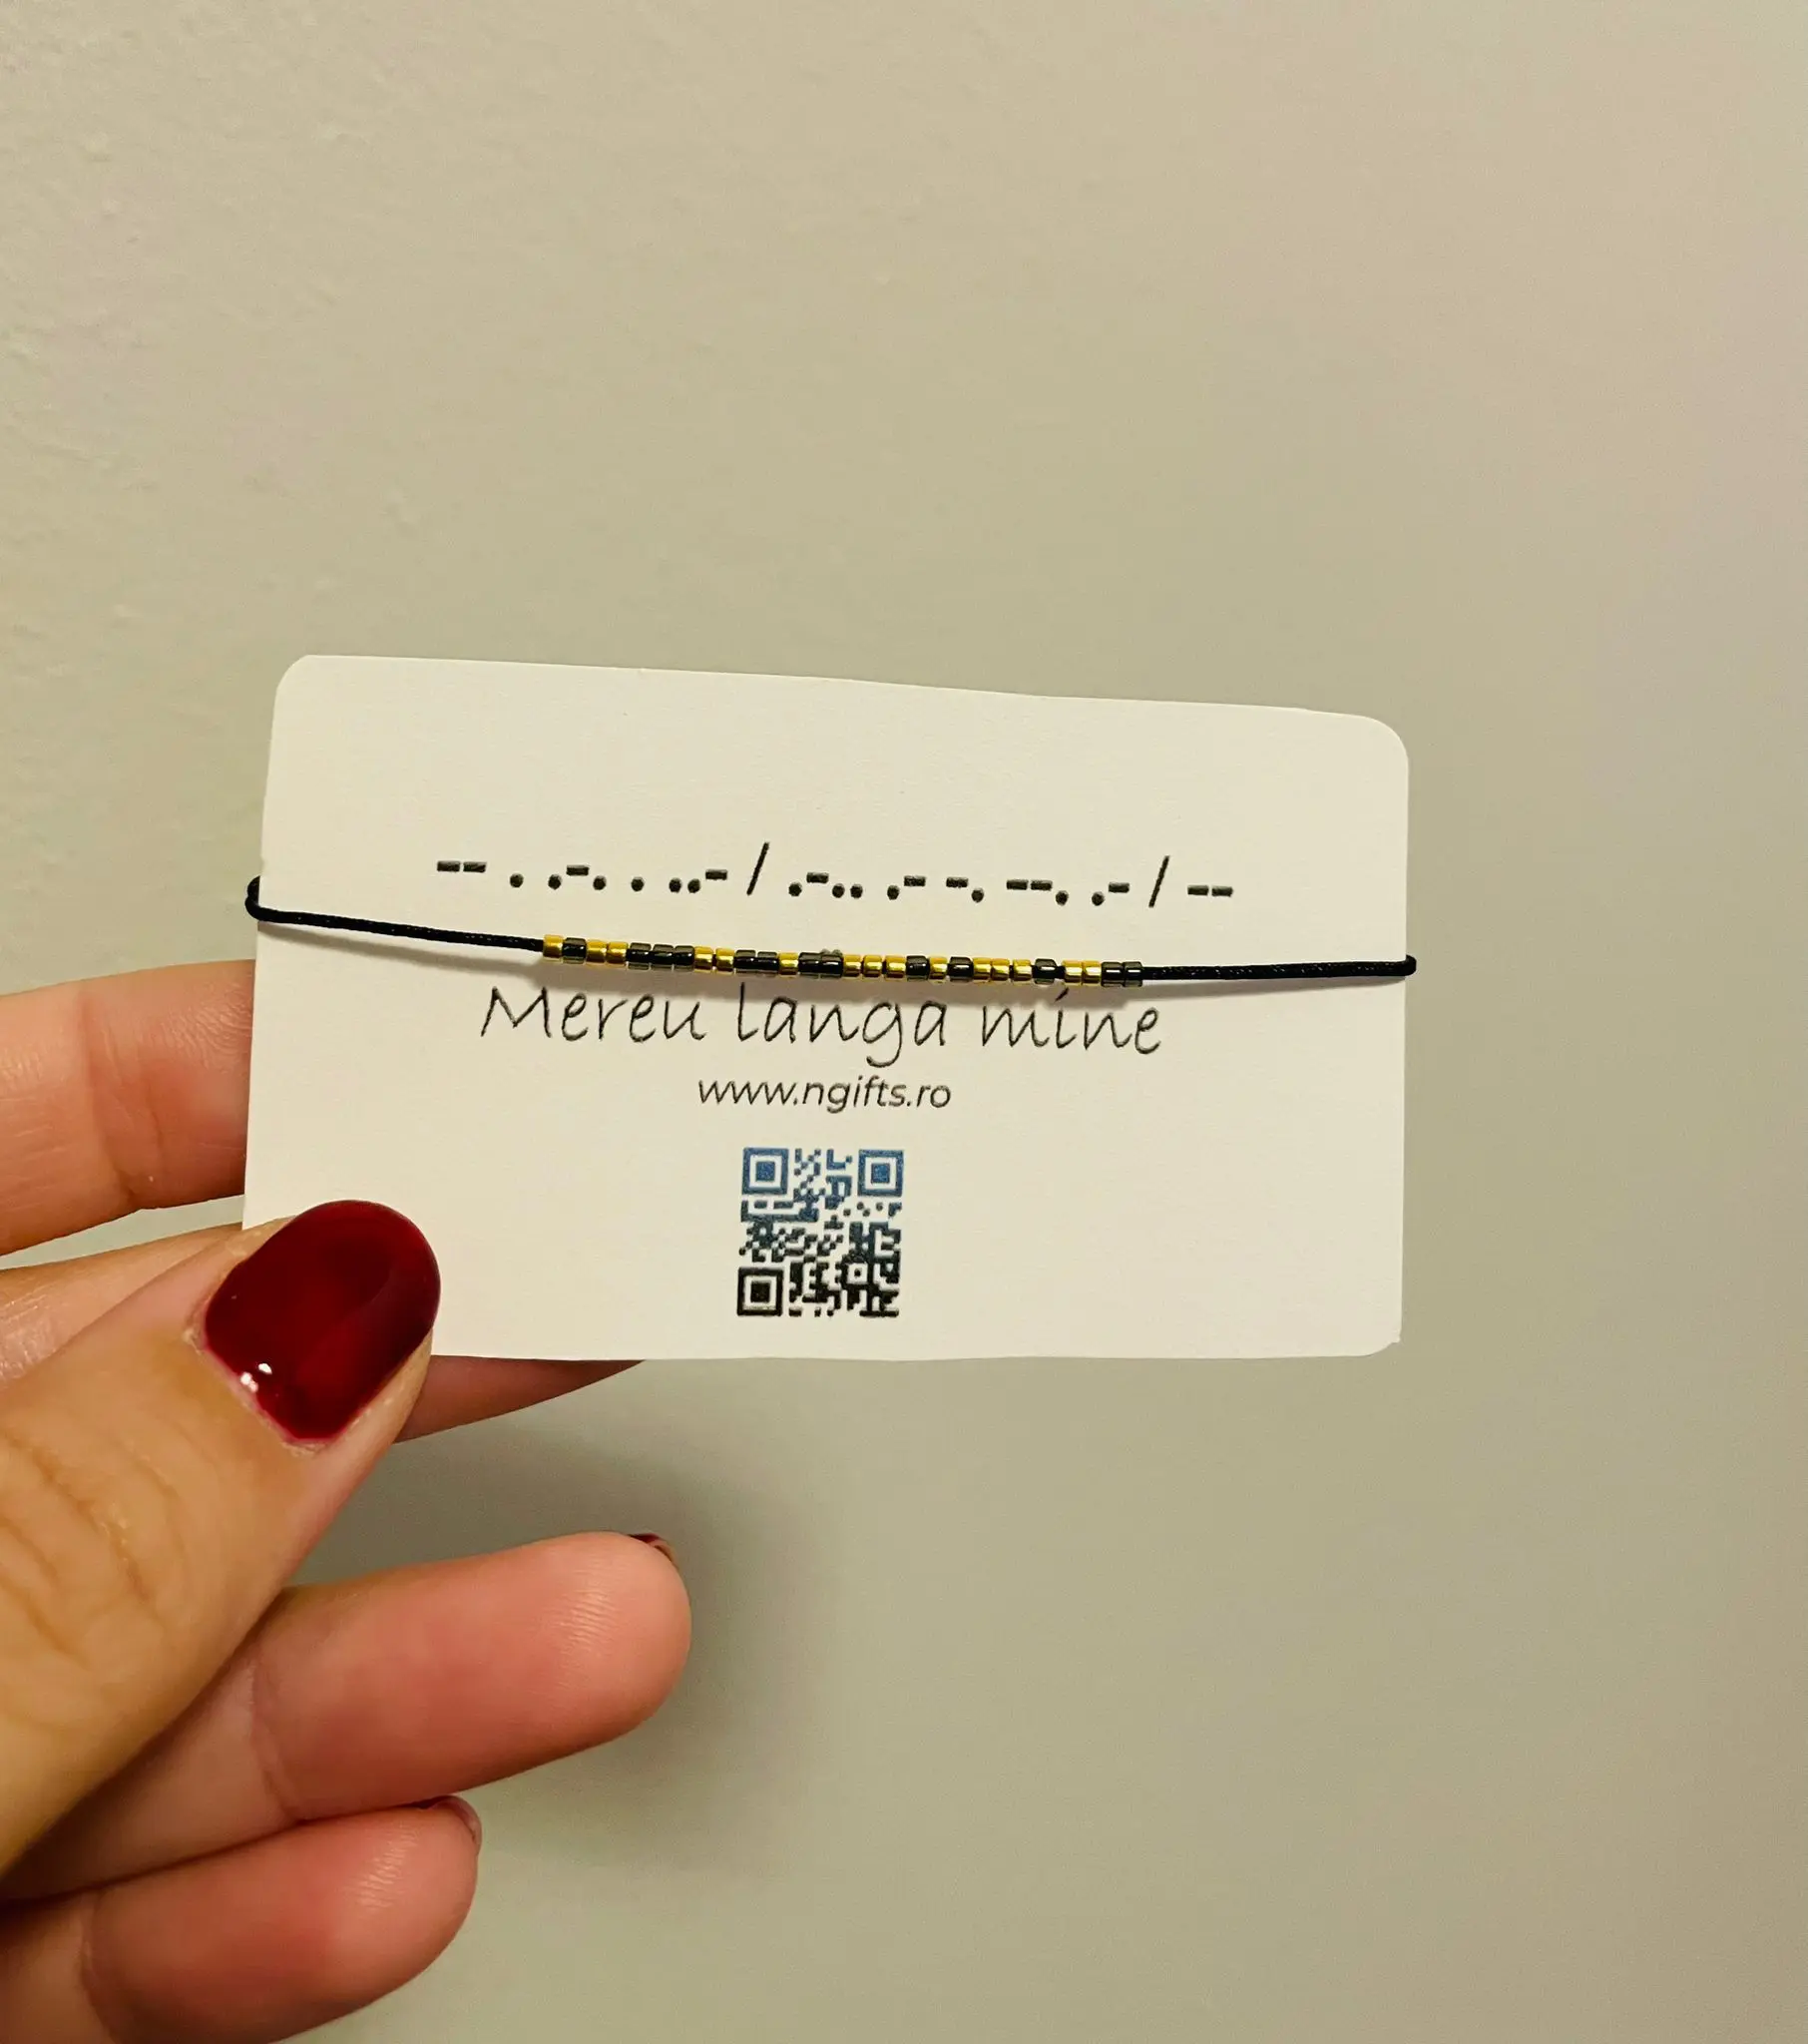 -- . .-. . ..- / .-.. .- -. --. .- / --
Mereu langa mine
www.ngifts.ro